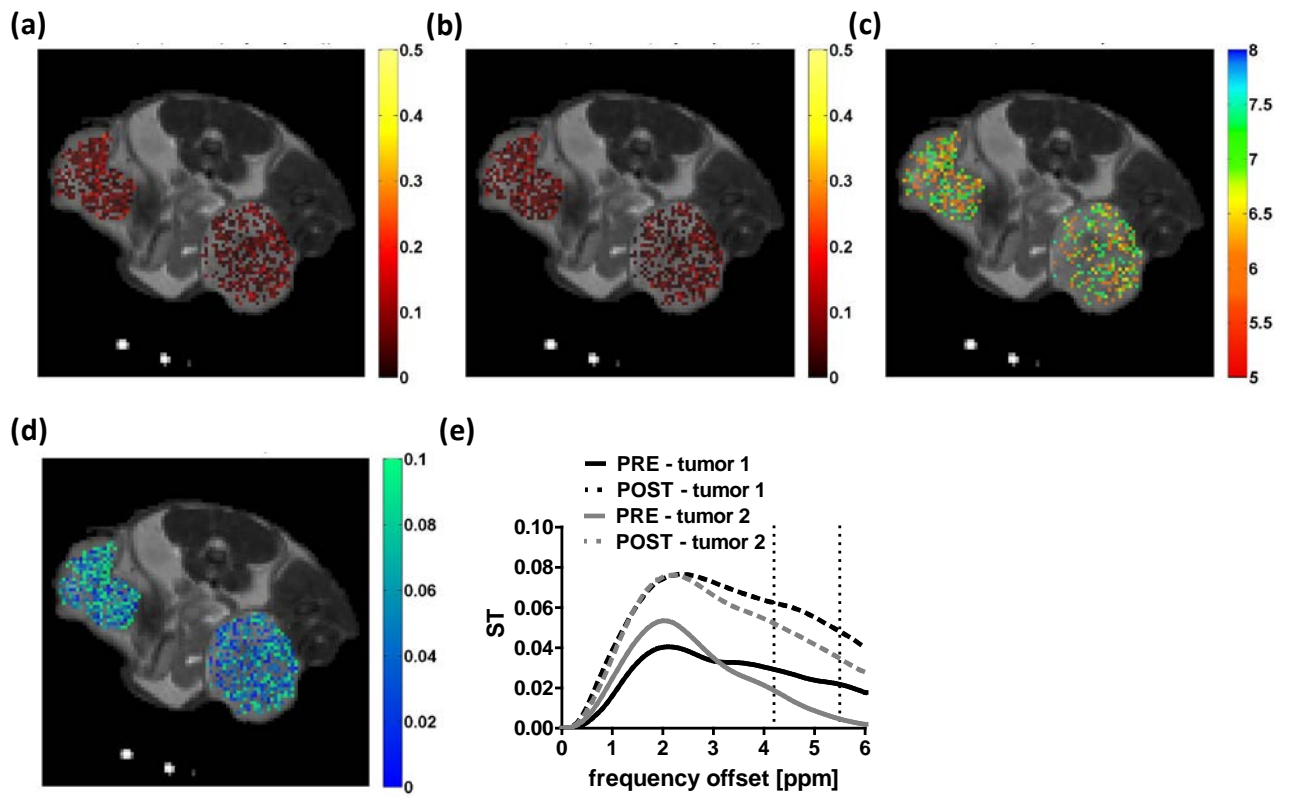 (a)
(b)
(c)
0.5
0.4
0.3
0.2
0.1
0
0.5
0.4
0.3
0.2
0.1
0
8
7.5
7
6.5
6
5.5
5
(d)
(e)
0.1
0.08
0.06
0.04
0.02
0
PRE - tumor 1
POST - tumor 1
PRE - tumor 2
POST - tumor 2
0.10
0.08
0.06
0.04
0.02
0.00
ST
0 1 2 3 4 5 6
frequency offset [ppm]